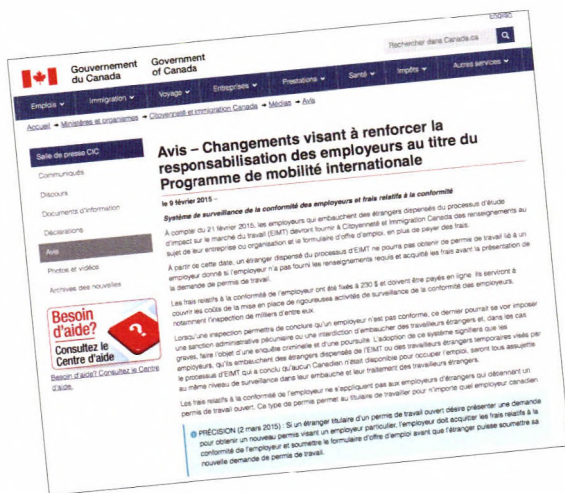 English
Gouvernement du Canada
Government of Canada
Rechercher dans Canada.ca
Emplois
Immigration
Voyage
Entreprises
Prestations
Santé
Impôts
Autres services
Accueil → Ministères et organismes → Citoyenneté et Immigration Canada → Médias → Avis
Salle de presse CIC
Communiqués
Discours
Documents d'information
Déclarations
Avis
Photos et vidéos
Archives des nouvelles
Besoin
d'aide?
Consultez le
Centre d'aide
Besoin d'aide? Consultez le Centre
d'aide.
Avis – Changements visant à renforcer la
responsabilisation des employeurs au titre du
Programme de mobilité internationale
le 9 février 2015 –
Système de surveillance de la conformité des employeurs et frais relatifs à la conformité
À compter du 21 février 2015, les employeurs qui embauchent des étrangers dispensés du processus d'étude
d'impact sur le marché du travail (EIMT) devront fournir à Citoyenneté et Immigration Canada des renseignements au
sujet de leur entreprise ou organisation et le formulaire d'offre d'emploi, en plus de payer des frais.
À partir de cette date, un étranger dispensé du processus d'EIMT ne pourra pas obtenir de permis de travail lié à un
employeur donné si l'employeur n'a pas fourni les renseignements requis et acquitté les frais avant la présentation de
la demande de permis de travail.
Les frais relatifs à la conformité de l'employeur ont été fixés à 230 $ et doivent être payés en ligne. Ils serviront à
couvrir les coûts de la mise en place de rigoureuses activités de surveillance de la conformité des employeurs,
notamment l'inspection de milliers d'entre eux.
Lorsqu'une inspection permettra de conclure qu'un employeur n'est pas conforme, ce dernier pourrait se voir imposer
une sanction administrative pécuniaire ou une interdiction d'embaucher des travailleurs étrangers et, dans les cas
graves, faire l'objet d'une enquête criminelle et d'une poursuite. L'adoption de ce système signifiera que les
employeurs, qu'ils embauchent des étrangers dispensés de l'EIMT ou des travailleurs étrangers temporaires visés par
le processus d'EIMT qui a conclu qu'aucun Canadien n'était disponible pour occuper l'emploi, seront tous assujettis
au même niveau de surveillance dans leur embauche et leur traitement des travailleurs étrangers.
Les frais relatifs à la conformité de l'employeur ne s'appliquent pas aux employeurs d'étrangers qui détiennent un
permis de travail ouvert. Ce type de permis permet au titulaire de travailler pour n'importe quel employeur canadien.
PRÉCISION (2 mars 2015) : Si un étranger titulaire d'un permis de travail ouvert désire présenter une demande
pour obtenir un nouveau permis visant un employeur particulier, l'employeur doit acquitter les frais relatifs à la
conformité de l'employeur et soumettre le formulaire d'offre d'emploi avant que l'étranger puisse soumettre sa
nouvelle demande de permis de travail.